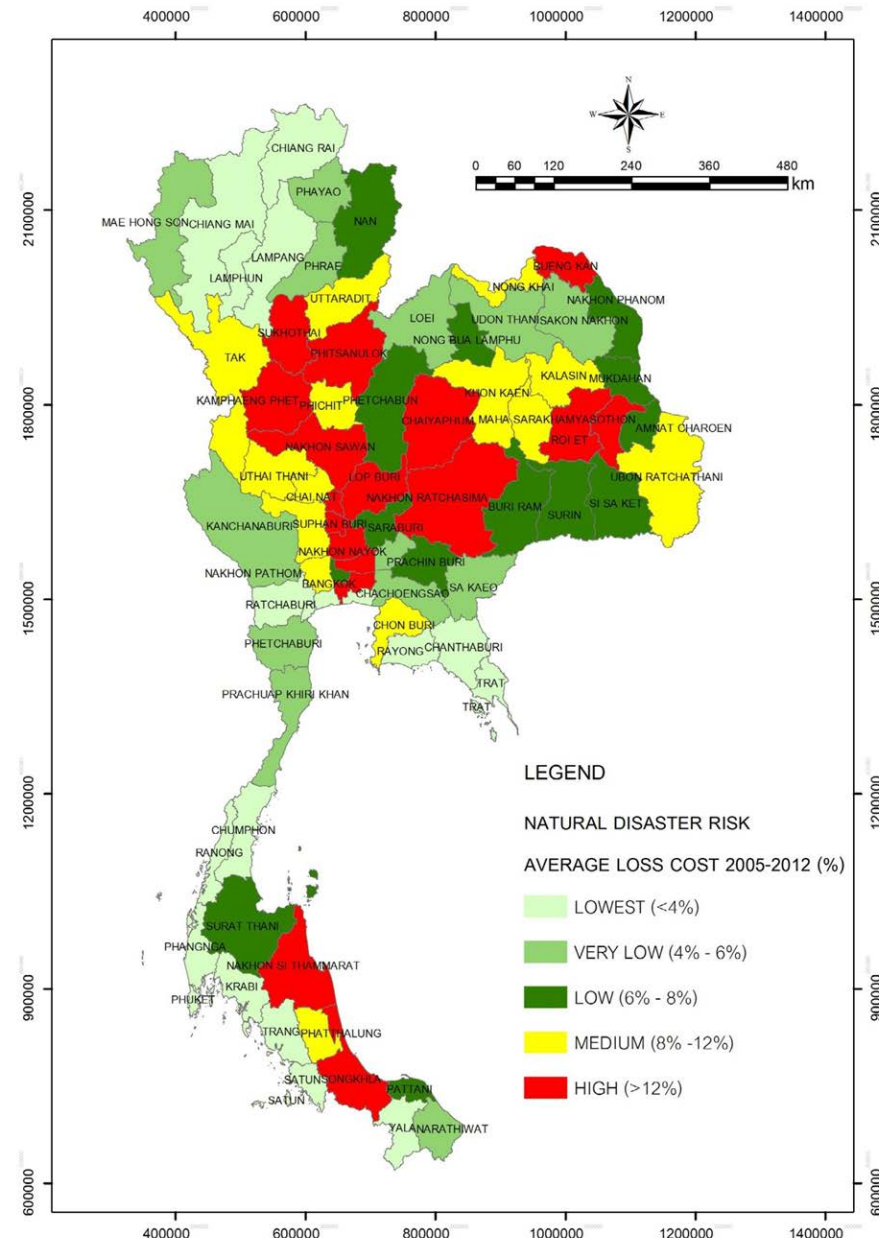 400000 600000 800000 1000000 1200000 1400000
N
W E
S
0 60 120 240 360 480
km
2100000 2100000
1800000 1800000
1500000 1500000
1200000 1200000
900000 900000
600000 600000
CHIANG RAI
PHAYAO
MAE HONG SON
CHIANG MAI
NAN
LAMPANG
PHRAE
LAMPHUN
UTTARADIT
BUENG KAN
NONG KHAI
NAKHON PHANOM
LOEI
UDON THANI
SAKON NAKHON
SUKHOTHAI
PHITSANULOK
NONG BUA LAMPHU
TAK
KALASIN
MUKDAHAN
KHON KAEN
KAMPHAENG PHET
PHICHIT
PHETCHABUN
CHAIYAPHUM
MAHA SARAKHAM
YASOTHON
ROI ET
AMNAT CHAROEN
NAKHON SAWAN
UTHAI THANI
LOP BURI
UBON RATCHATHANI
CHAI NAT
NAKHON RATCHASIMA
BURI RAM
SURIN
SI SA KET
KANCHANABURI
SUPHAN BURI
SARABURI
NAKHON NAYOK
PRACHIN BURI
NAKHON PATHOM
BANGKOK
CHACHOENGSAO
SA KAEO
RATCHABURI
CHON BURI
PHETCHABURI
RAYONG
CHANTHABURI
TRAT
TRAT
PRACHUAP KHIRI KHAN
CHUMPHON
RANONG
SURAT THANI
PHANGNGA
NAKHON SI THAMMARAT
KRABI
PHUKET
TRANG
PHATTHALUNG
SATUN
SONGKHLA
SATUN
PATTANI
YALA
NARATHIWAT
LEGEND
NATURAL DISASTER RISK
AVERAGE LOSS COST 2005-2012 (%)
LOWEST (<4%)
VERY LOW (4% - 6%)
LOW (6% - 8%)
MEDIUM (8% -12%)
HIGH (>12%)
400000 600000 800000 1000000 1200000 1400000